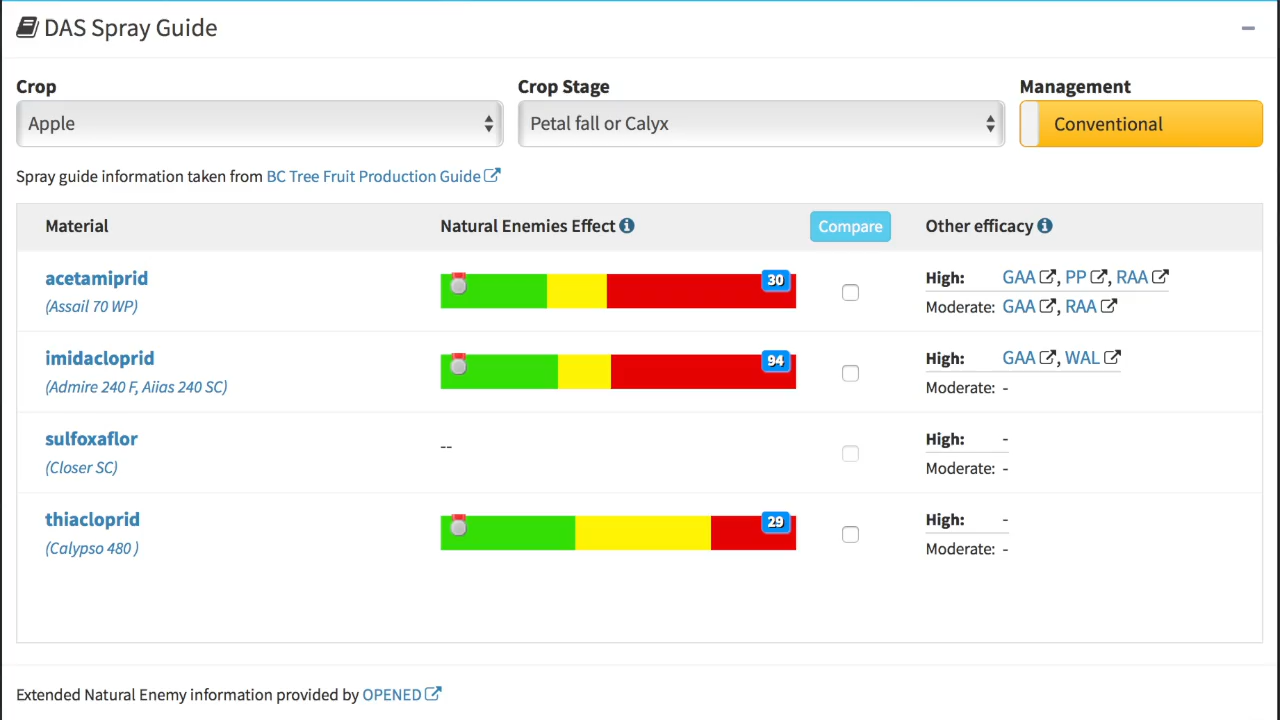 DAS Spray Guide
Crop
Crop Stage
Management
Apple
Petal fall or Calyx
Conventional
Spray guide information taken from BC Tree Fruit Production Guide
Material
Natural Enemies Effect
Compare
Other efficacy
acetamiprid
(Assail 70 WP)
30
High: GAA, PP, RAA
Moderate: GAA, RAA
imidacloprid
(Admire 240 F, Aiias 240 SC)
94
High: GAA, WAL
Moderate: -
sulfoxaflor
(Closer SC)
--
High: -
Moderate: -
thiacloprid
(Calypso 480 )
29
High: -
Moderate: -
Extended Natural Enemy information provided by OPENED